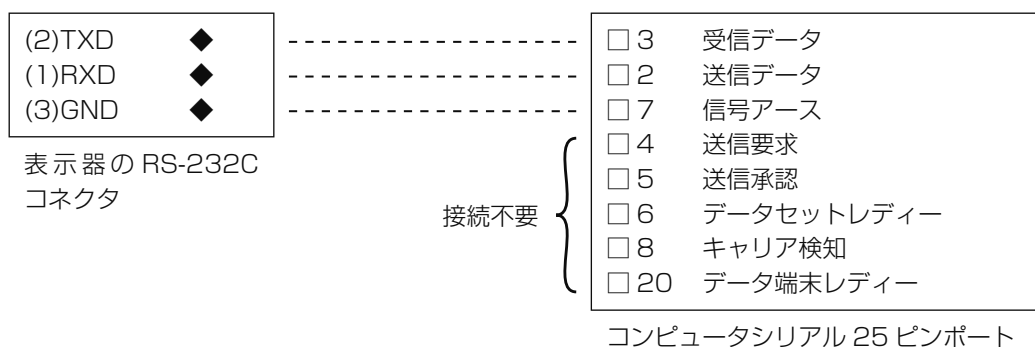 (2)TXD ◆ □ 3 受信データ
(1)RXD ◆ □ 2 送信データ
(3)GND ◆ □ 7 信号アース
□ 4 送信要求
□ 5 送信承認
□ 6 データセットレディー
□ 8 キャリア検知
□ 20 データ端末レディー
表示器の RS-232C
コネクタ
接続不要
コンピュータシリアル 25 ピンポート